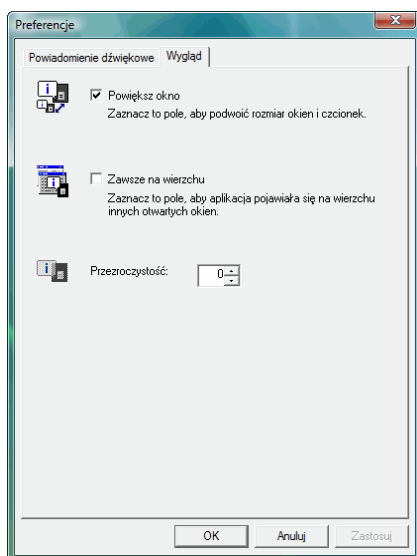 Preferencje
Powiadomienie dźwiękowe Wygląd
Powiększ okno
Zaznacz to pole, aby podwoić rozmiar okien i czcionek.
Zawsze na wierzchu
Zaznacz to pole, aby aplikacja pojawiała się na wierzchu
innych otwartych okien.
Przezroczystość: 0
OK Anuluj Zastosuj